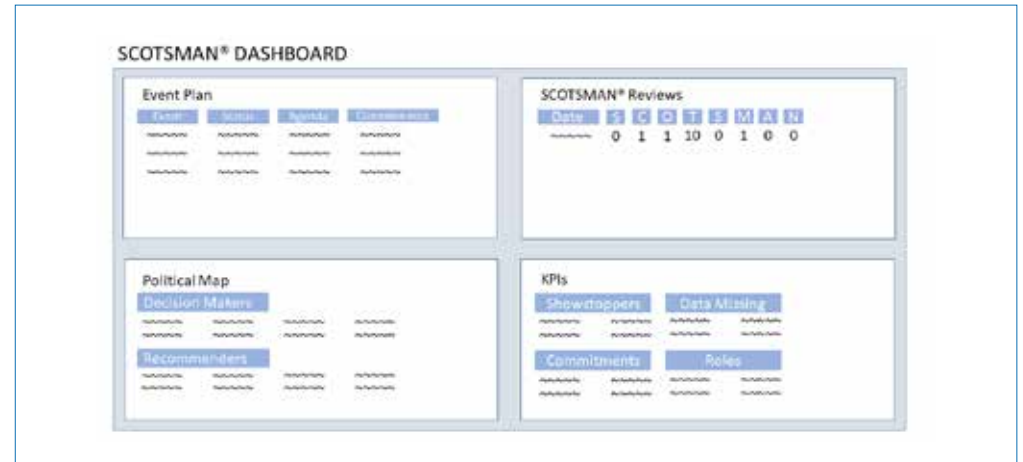 SCOTSMAN® DASHBOARD
Event Plan
Event Status Agenda Commitments
SCOTSMAN® Reviews
Date S C O T S M A N
0 1 1 10 0 1 0 0
Political Map
Decision Makers
Recommenders
KPIs
Showstoppers Data Missing
Commitments Roles